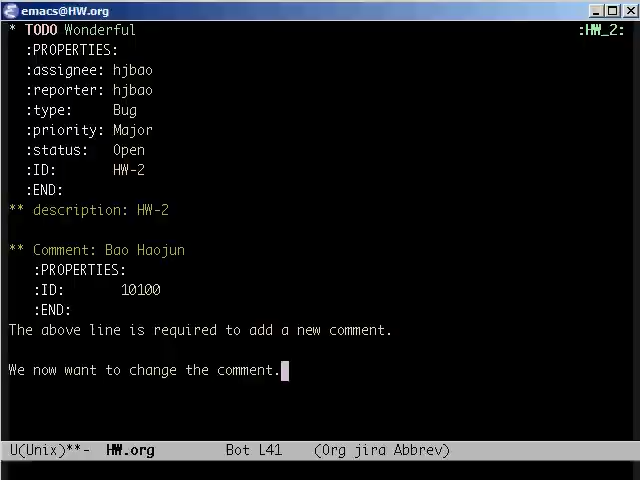 emacs@HW.org
* TODO Wonderful :HW_2:
:PROPERTIES:
:assignee: hjbao
:reporter: hjbao
:type: Bug
:priority: Major
:status: Open
:ID: HW-2
:END:
** description: HW-2
** Comment: Bao Haojun
:PROPERTIES:
:ID: 10100
:END:
The above line is required to add a new comment.
We now want to change the comment.
U(Unix)**- HW.org Bot L41 (Org jira Abbrev)